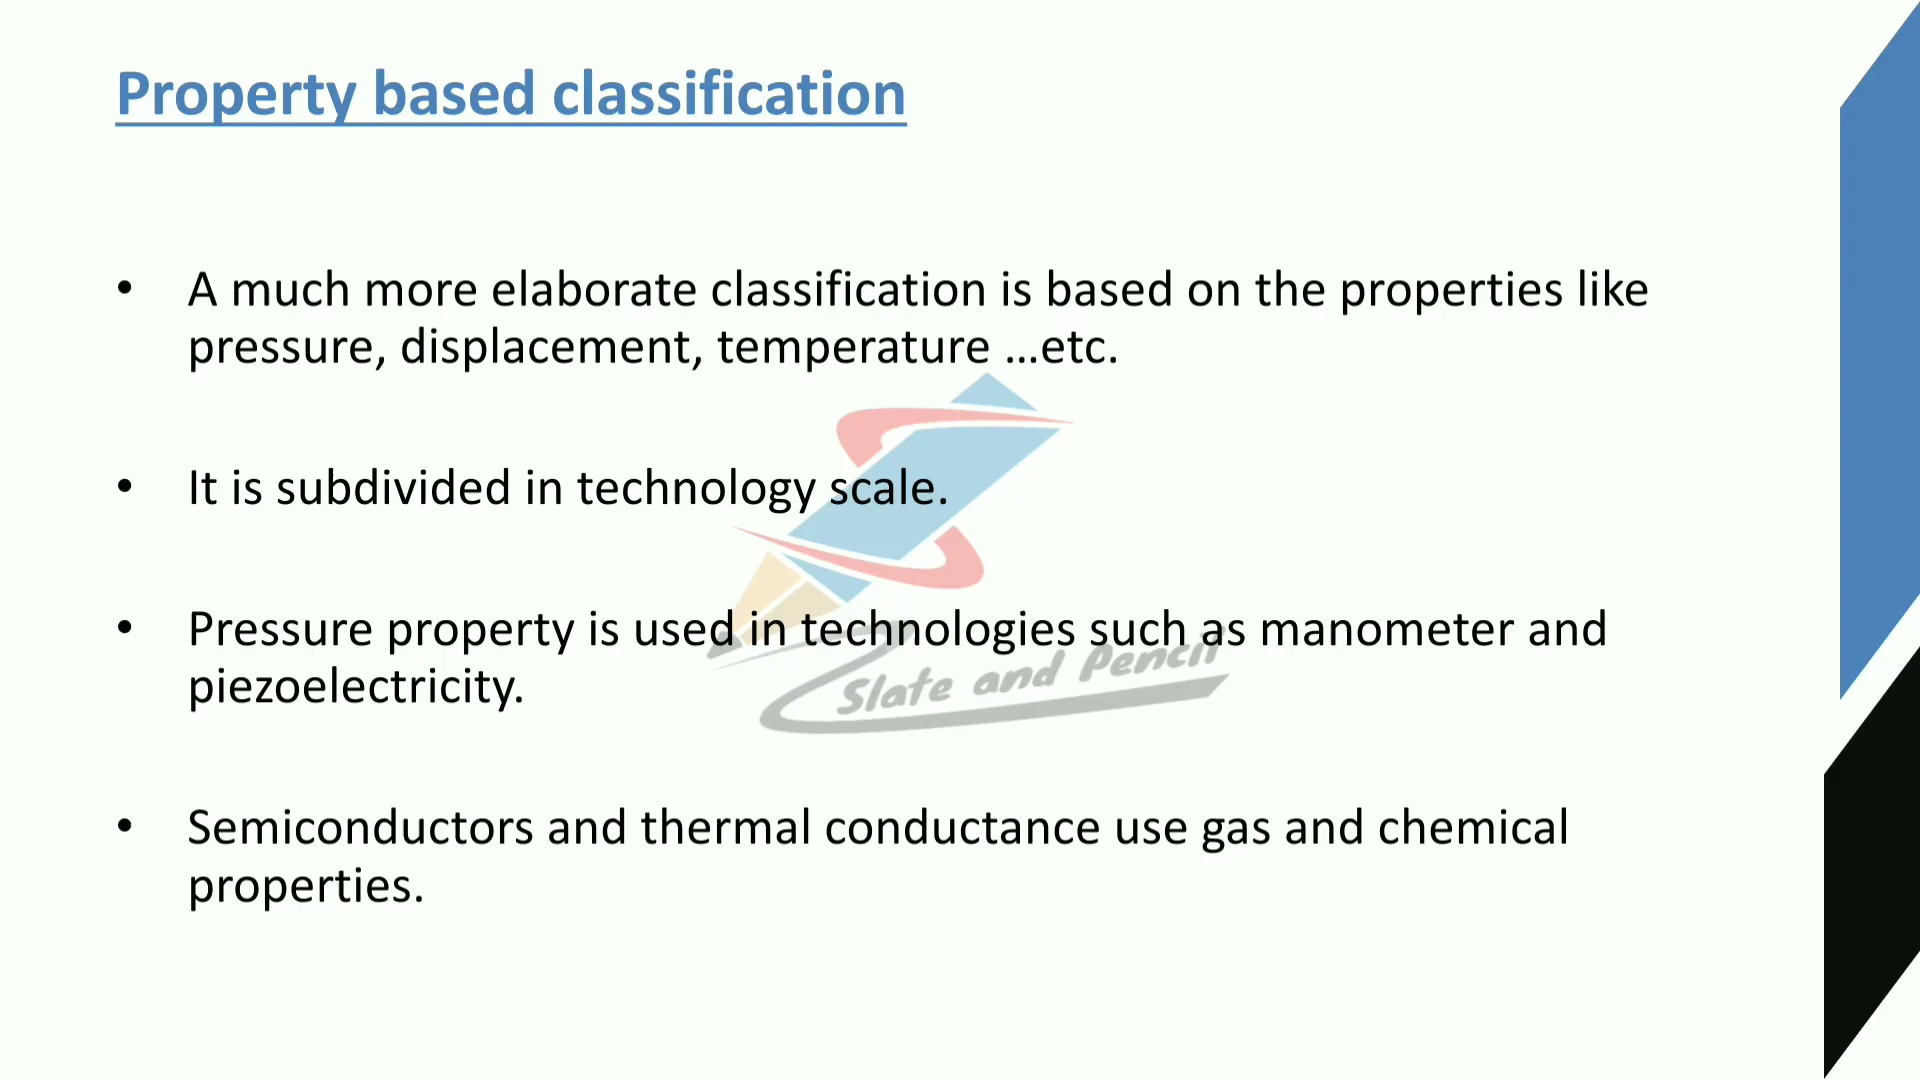 Property based classification
• A much more elaborate classification is based on the properties like
pressure, displacement, temperature ...etc.
• It is subdivided in technology scale.
• Pressure property is used in technologies such as manometer and
piezoelectricity.
Slate and Pencil
• Semiconductors and thermal conductance use gas and chemical
properties.